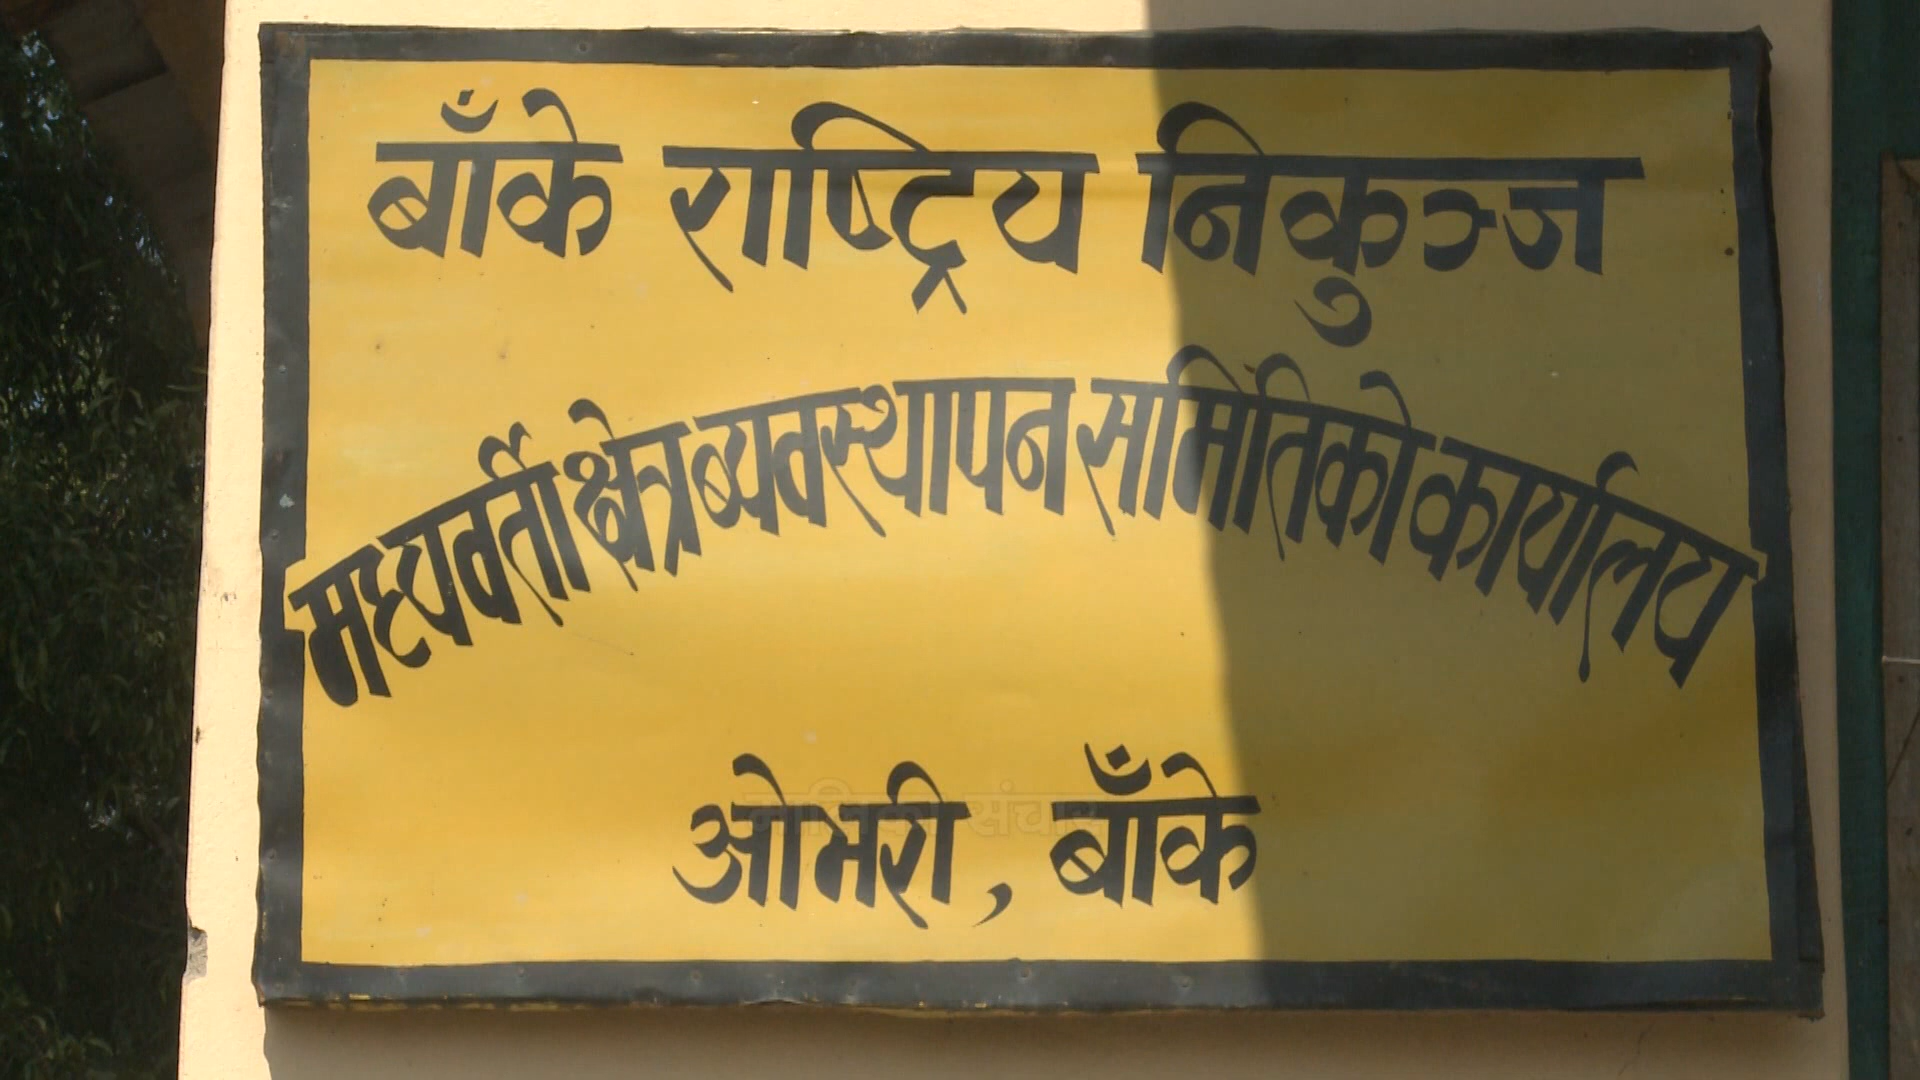 बाँके राष्ट्रिय निकुञ्ज
मध्यवर्ती क्षेत्र व्यवस्थापन समितिको कार्यालय
ओभरी, बाँके